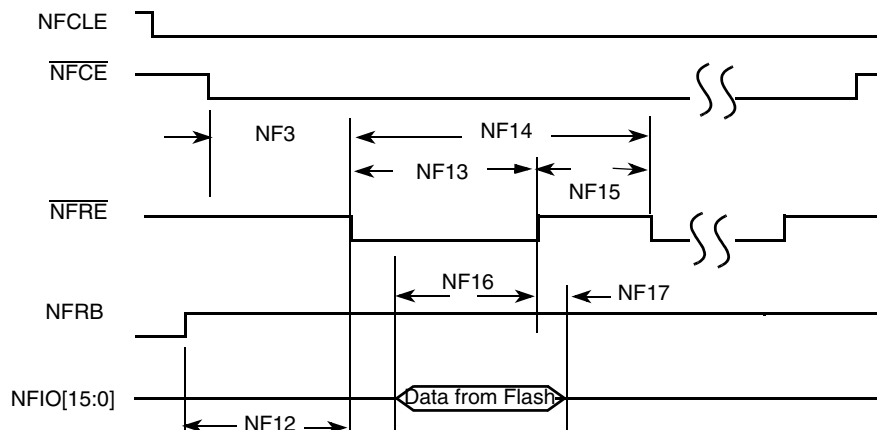 NFCLE
NFCE
NF3
NF14
NF13
NF15
NFRE
NF16
NF17
NFRB
NFIO[15:0]
Data from Flash
NF12